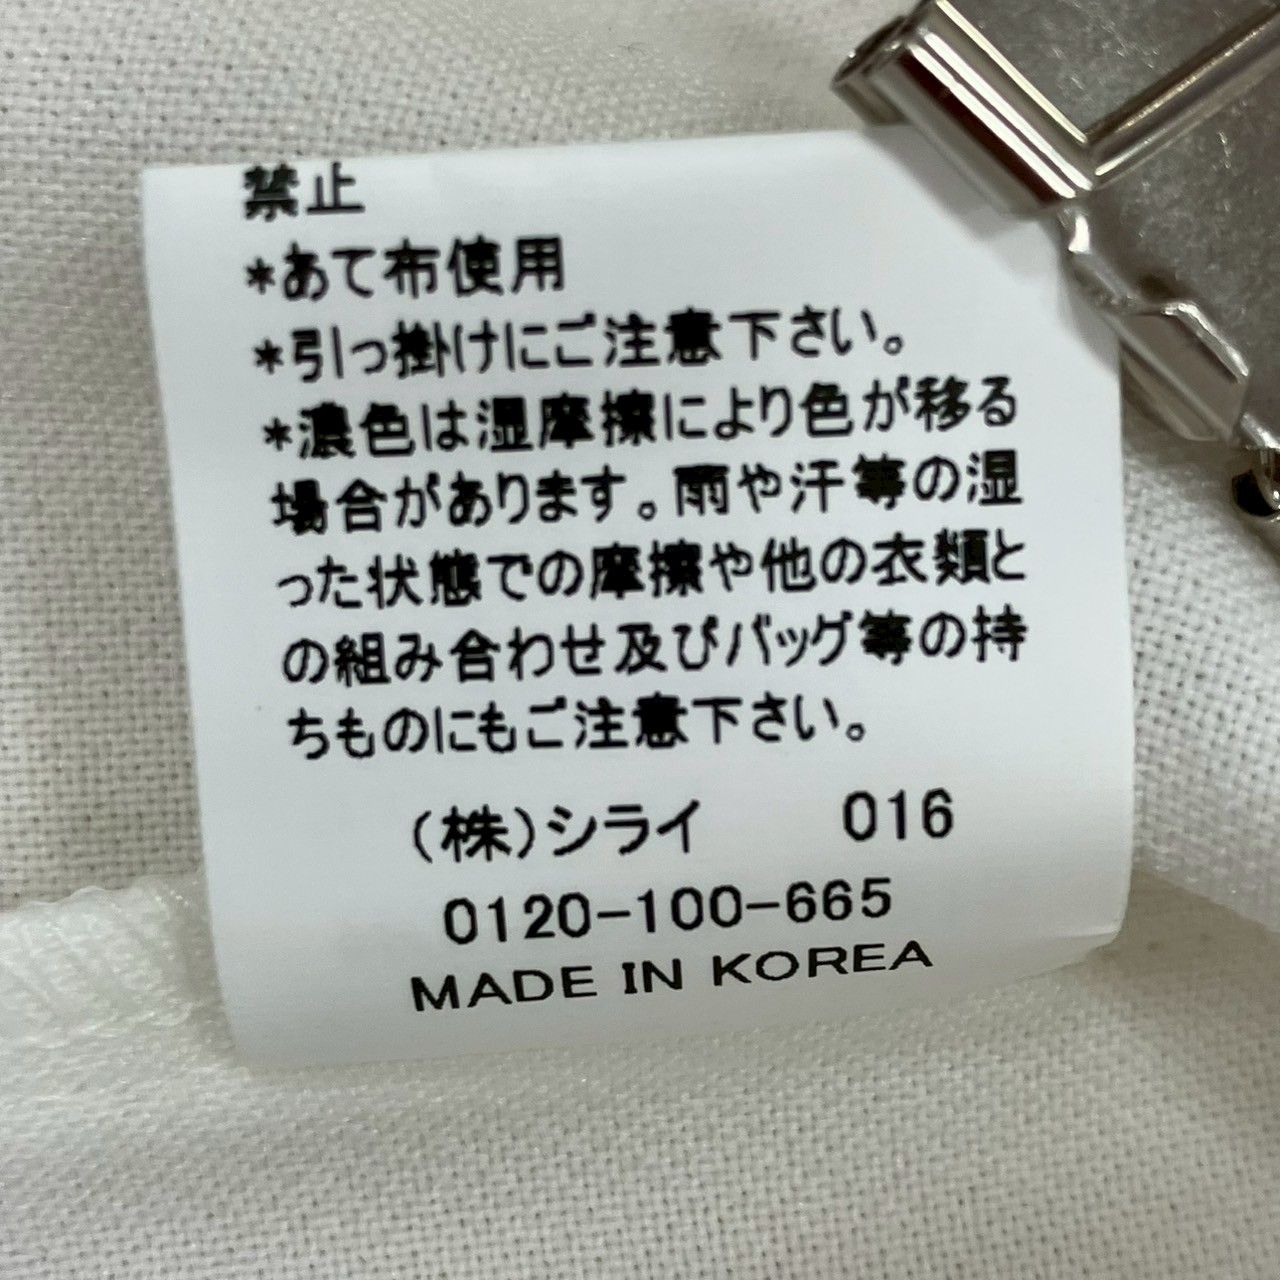 禁止
*あて布使用
*引っ掛けにご注意下さい。
*濃色は湿摩擦により色が移る
場合があります。雨や汗等の湿
った状態での摩擦や他の衣類と
の組み合わせ及びバッグ等の持
ちものにもご注意下さい。
(株)シライ 016
0120-100-665
MADE IN KOREA